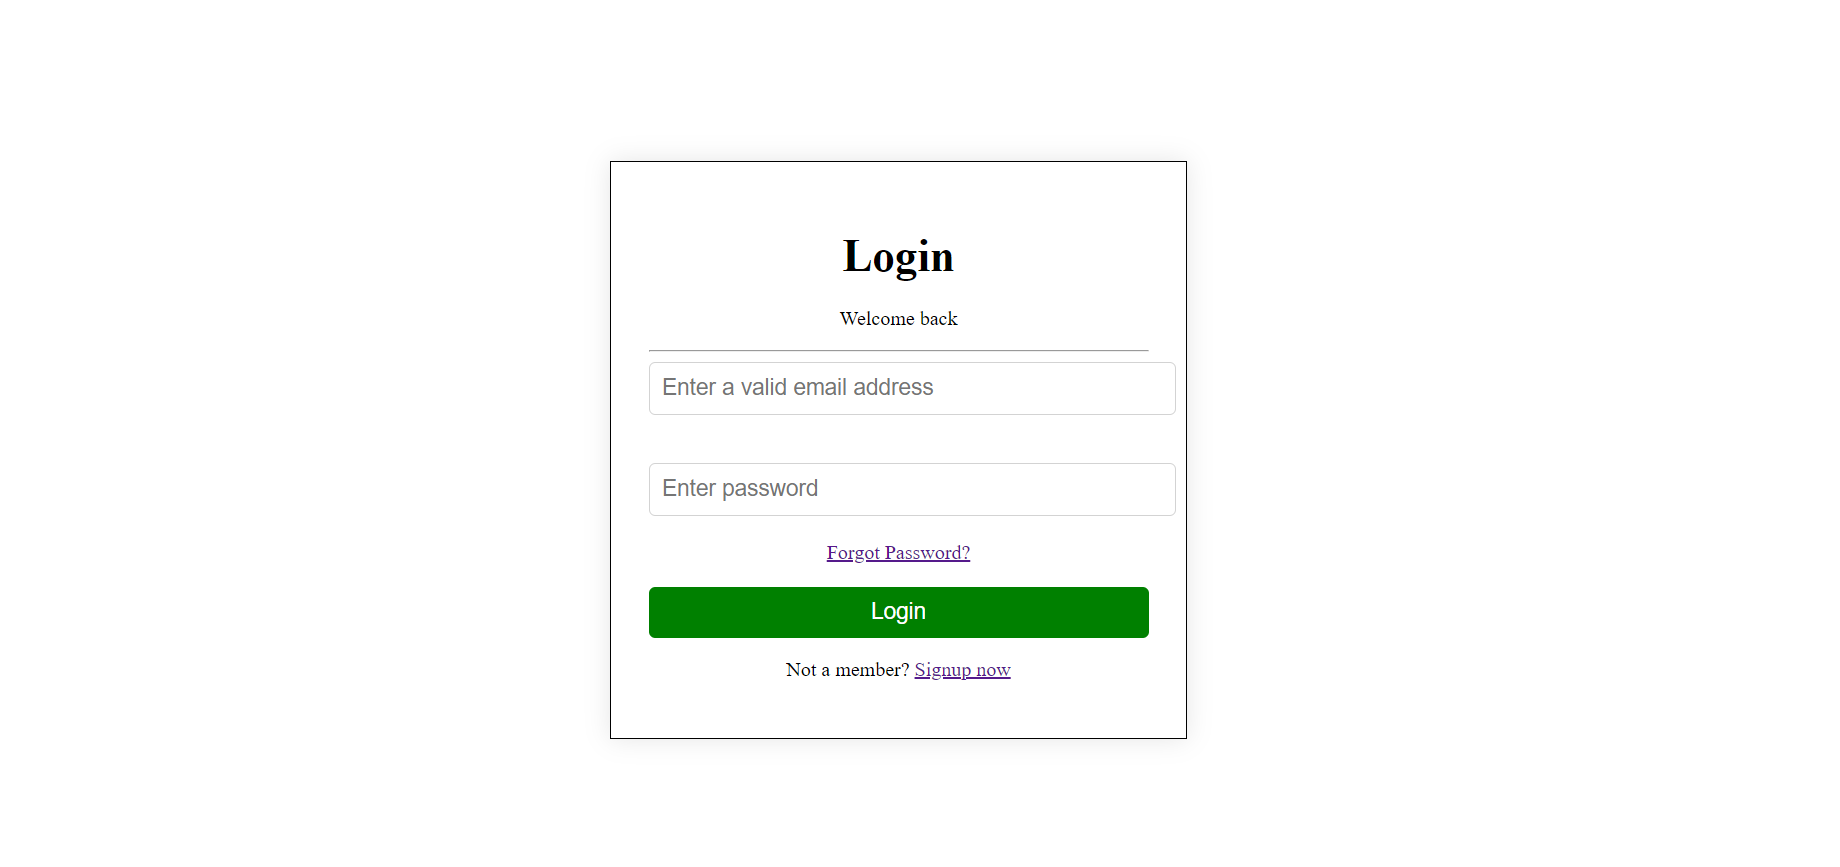 Login
Welcome back
Enter a valid email address
Enter password
Forgot Password?
Login
Not a member? Signup now